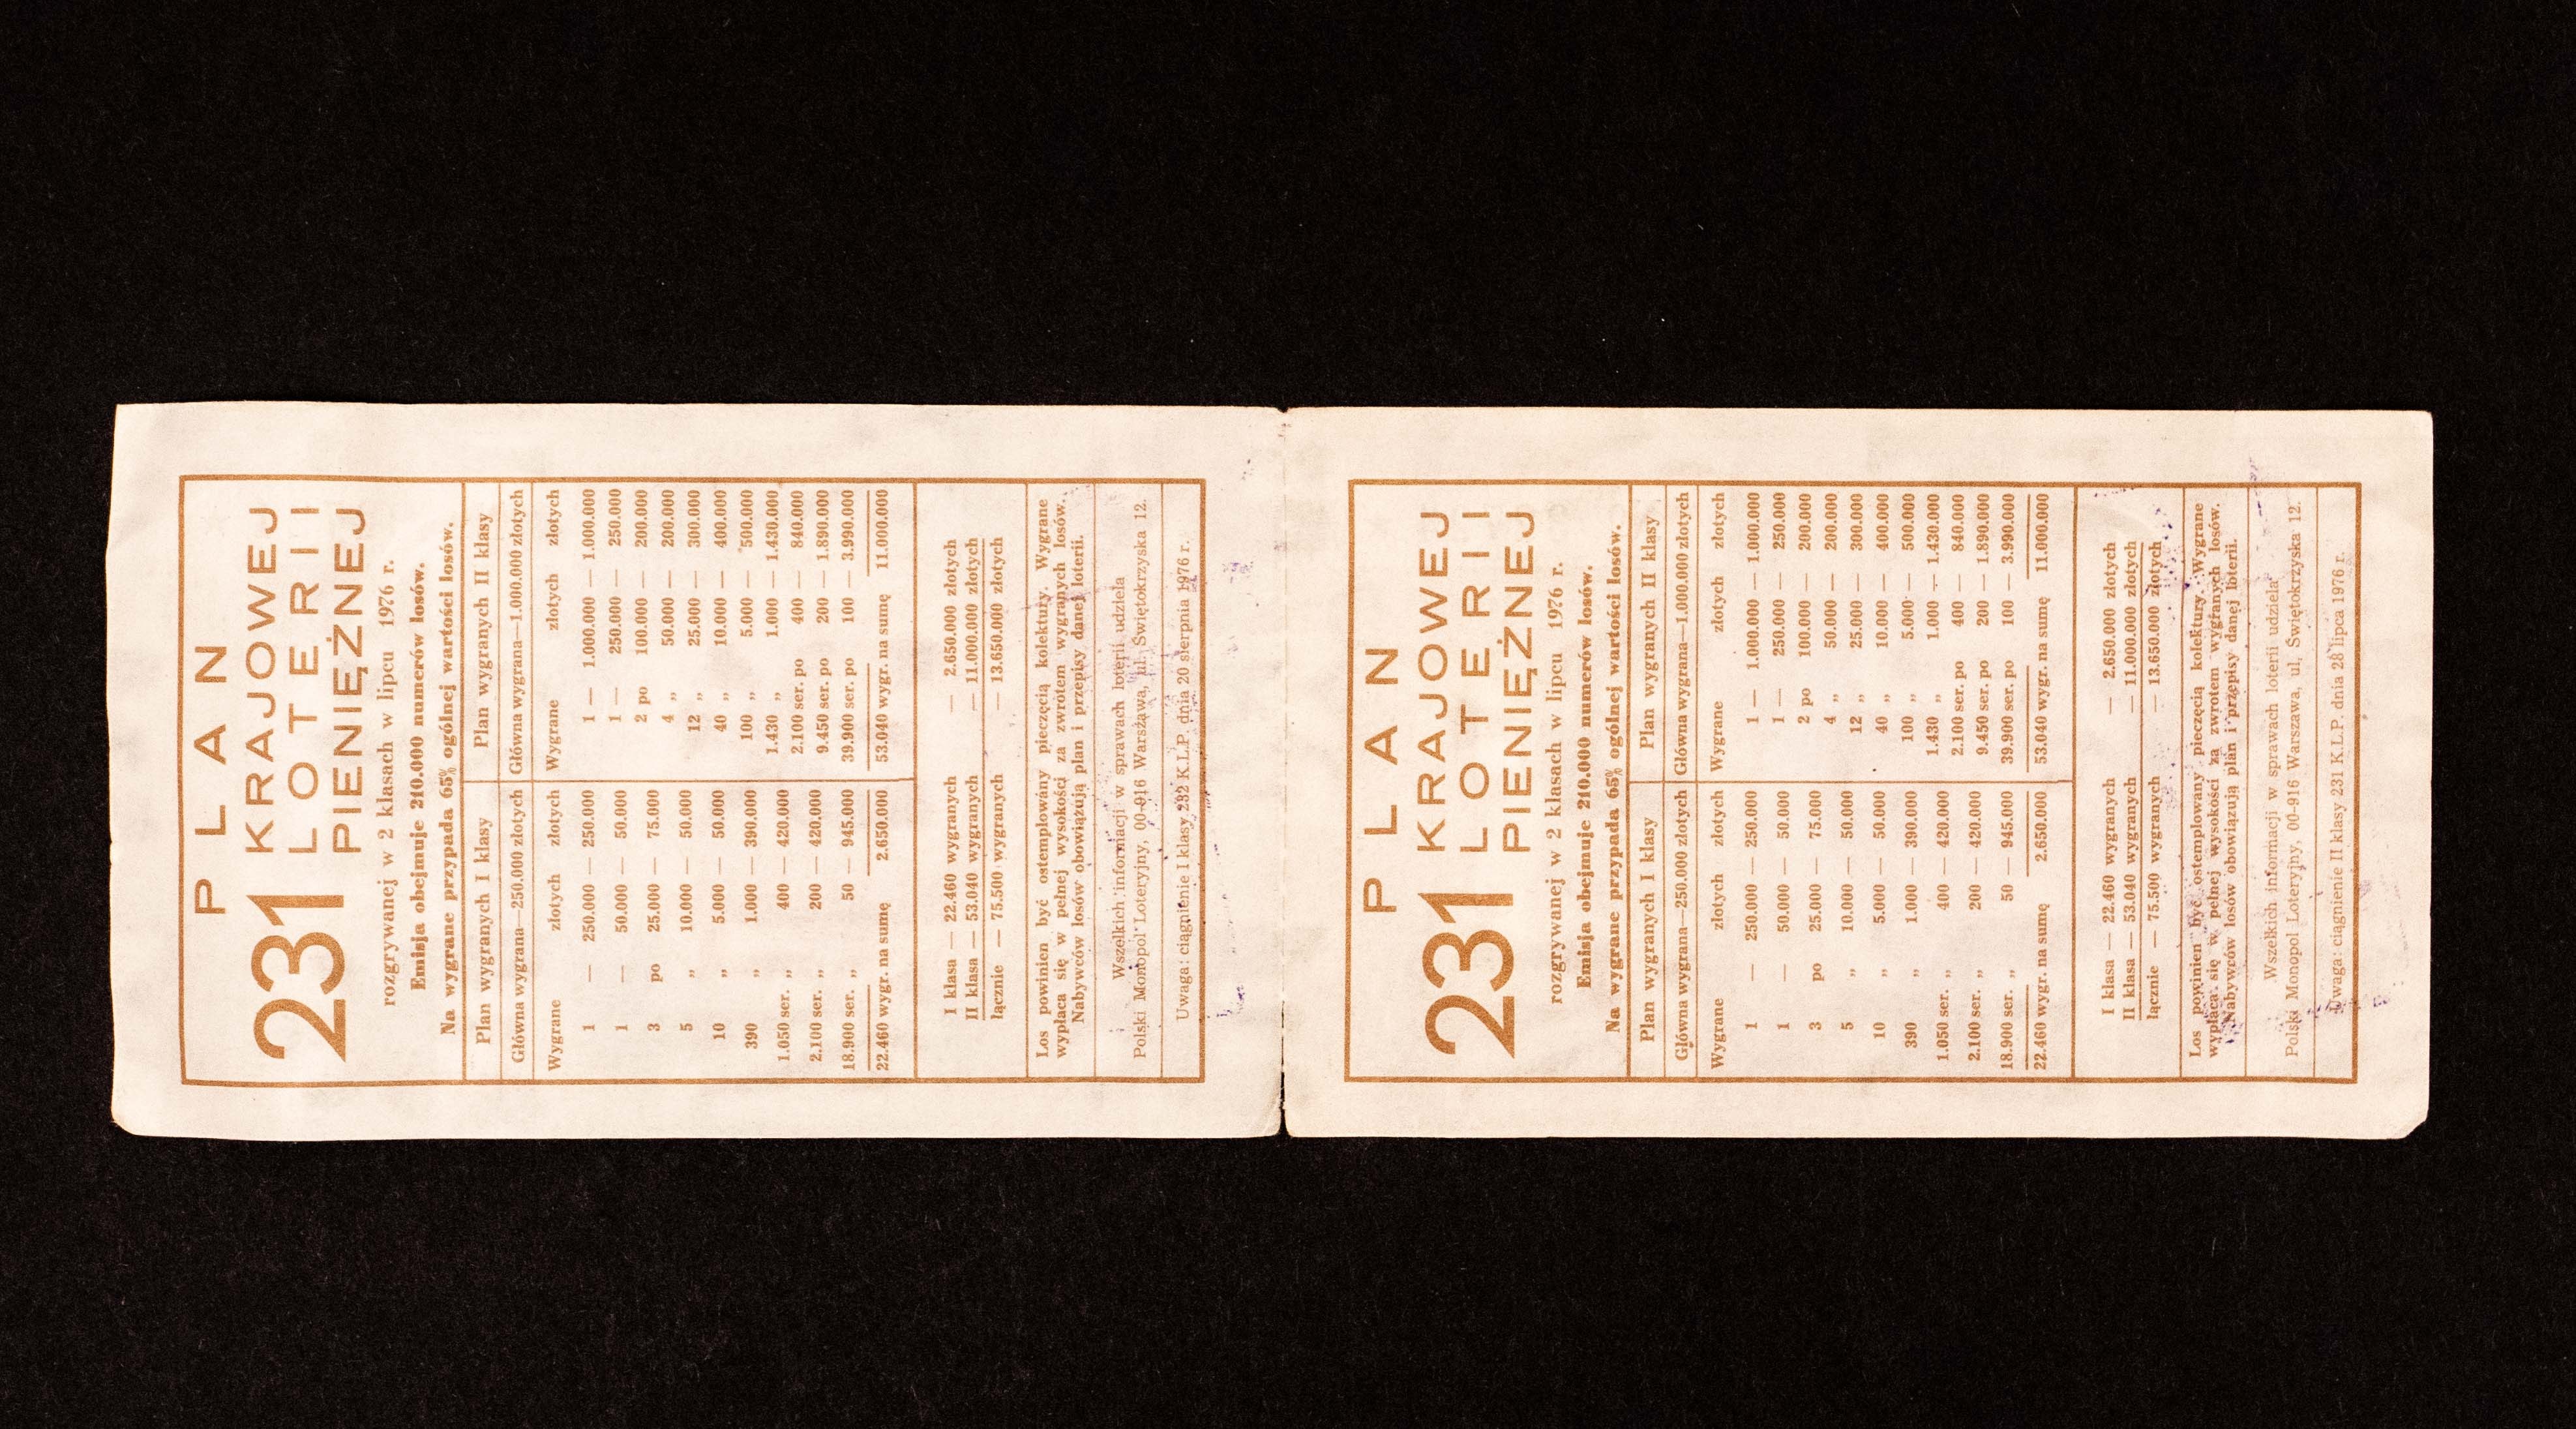 PLAN
231 KRAJOWEJ
LOTERII
PIENIĘŻNEJ
rozgrywanej w 2 klasach w lipcu 1976 r.
Emisja obejmuje 210.000 numerów losów.
Na wygrane przypada 65% ogólnej wartości losów.
Plan wygranych I klasy
Główna wygrana—250.000 złotych
Wygrane złotych złotych
1 — 250.000 — 250.000
1 — 50.000 — 50.000
3 po 25.000 — 75.000
5 „ 10.000 — 50.000
10 „ 5.000 — 50.000
390 „ 1.000 — 390.000
1.050 ser. „ 400 — 420.000
2.100 ser. „ 200 — 420.000
18.900 ser. „ 50 — 945.000
22.460 wygr. na sumę 2.650.000
Plan wygranych II klasy
Główna wygrana—1.000.000 złotych
Wygrane złotych złotych
1 — 1.000.000 — 1.000.000
1 — 250.000 — 250.000
2 po 100.000 — 200.000
4 „ 50.000 — 200.000
12 „ 25.000 — 300.000
40 „ 10.000 — 400.000
100 „ 5.000 — 500.000
1.430 „ 1.000 — 1.430.000
2.100 ser. po 400 — 840.000
9.450 ser. po 200 — 1.890.000
39.900 ser. po 100 — 3.990.000
53.040 wygr. na sumę 11.000.000
I klasa — 22.460 wygranych — 2.650.000 złotych
II klasa — 53.040 wygranych — 11.000.000 złotych
łącznie — 75.500 wygranych — 13.650.000 złotych
Los powinien być ostemplowany pieczęcią kolektury. Wygrane
wypłaca się w pełnej wysokości za zwrotem wygranych losów.
Nabywców losów obowiązują plan i przepisy danej loterii.
Wszelkich informacji w sprawach loterii udziela
Polski Monopol Loteryjny, 00-916 Warszawa, ul. Świętokrzyska 12.
Uwaga: ciągnienie I klasy 232 K.L.P. dnia 20 sierpnia 1976 r.
PLAN
231 KRAJOWEJ
LOTERII
PIENIĘŻNEJ
rozgrywanej w 2 klasach w lipcu 1976 r.
Emisja obejmuje 210.000 numerów losów.
Na wygrane przypada 65% ogólnej wartości losów.
Plan wygranych I klasy
Główna wygrana—250.000 złotych
Wygrane złotych złotych
1 — 250.000 — 250.000
1 — 50.000 — 50.000
3 po 25.000 — 75.000
5 „ 10.000 — 50.000
10 „ 5.000 — 50.000
390 „ 1.000 — 390.000
1.050 ser. „ 400 — 420.000
2.100 ser. „ 200 — 420.000
18.900 ser. „ 50 — 945.000
22.460 wygr. na sumę 2.650.000
Plan wygranych II klasy
Główna wygrana—1.000.000 złotych
Wygrane złotych złotych
1 — 1.000.000 — 1.000.000
1 — 250.000 — 250.000
2 po 100.000 — 200.000
4 „ 50.000 — 200.000
12 „ 25.000 — 300.000
40 „ 10.000 — 400.000
100 „ 5.000 — 500.000
1.430 „ 1.000 — 1.430.000
2.100 ser. po 400 — 840.000
9.450 ser. po 200 — 1.890.000
39.900 ser. po 100 — 3.990.000
53.040 wygr. na sumę 11.000.000
I klasa — 22.460 wygranych — 2.650.000 złotych
II klasa — 53.040 wygranych — 11.000.000 złotych
łącznie — 75.500 wygranych — 13.650.000 złotych
Los powinien być ostemplowany pieczęcią kolektury. Wygrane
wypłaca się w pełnej wysokości za zwrotem wygranych losów.
Nabywców losów obowiązują plan i przepisy danej loterii.
Wszelkich informacji w sprawach loterii udziela
Polski Monopol Loteryjny, 00-916 Warszawa, ul. Świętokrzyska 12.
Uwaga: ciągnienie II klasy 231 K.L.P. dnia 28 lipca 1976 r.